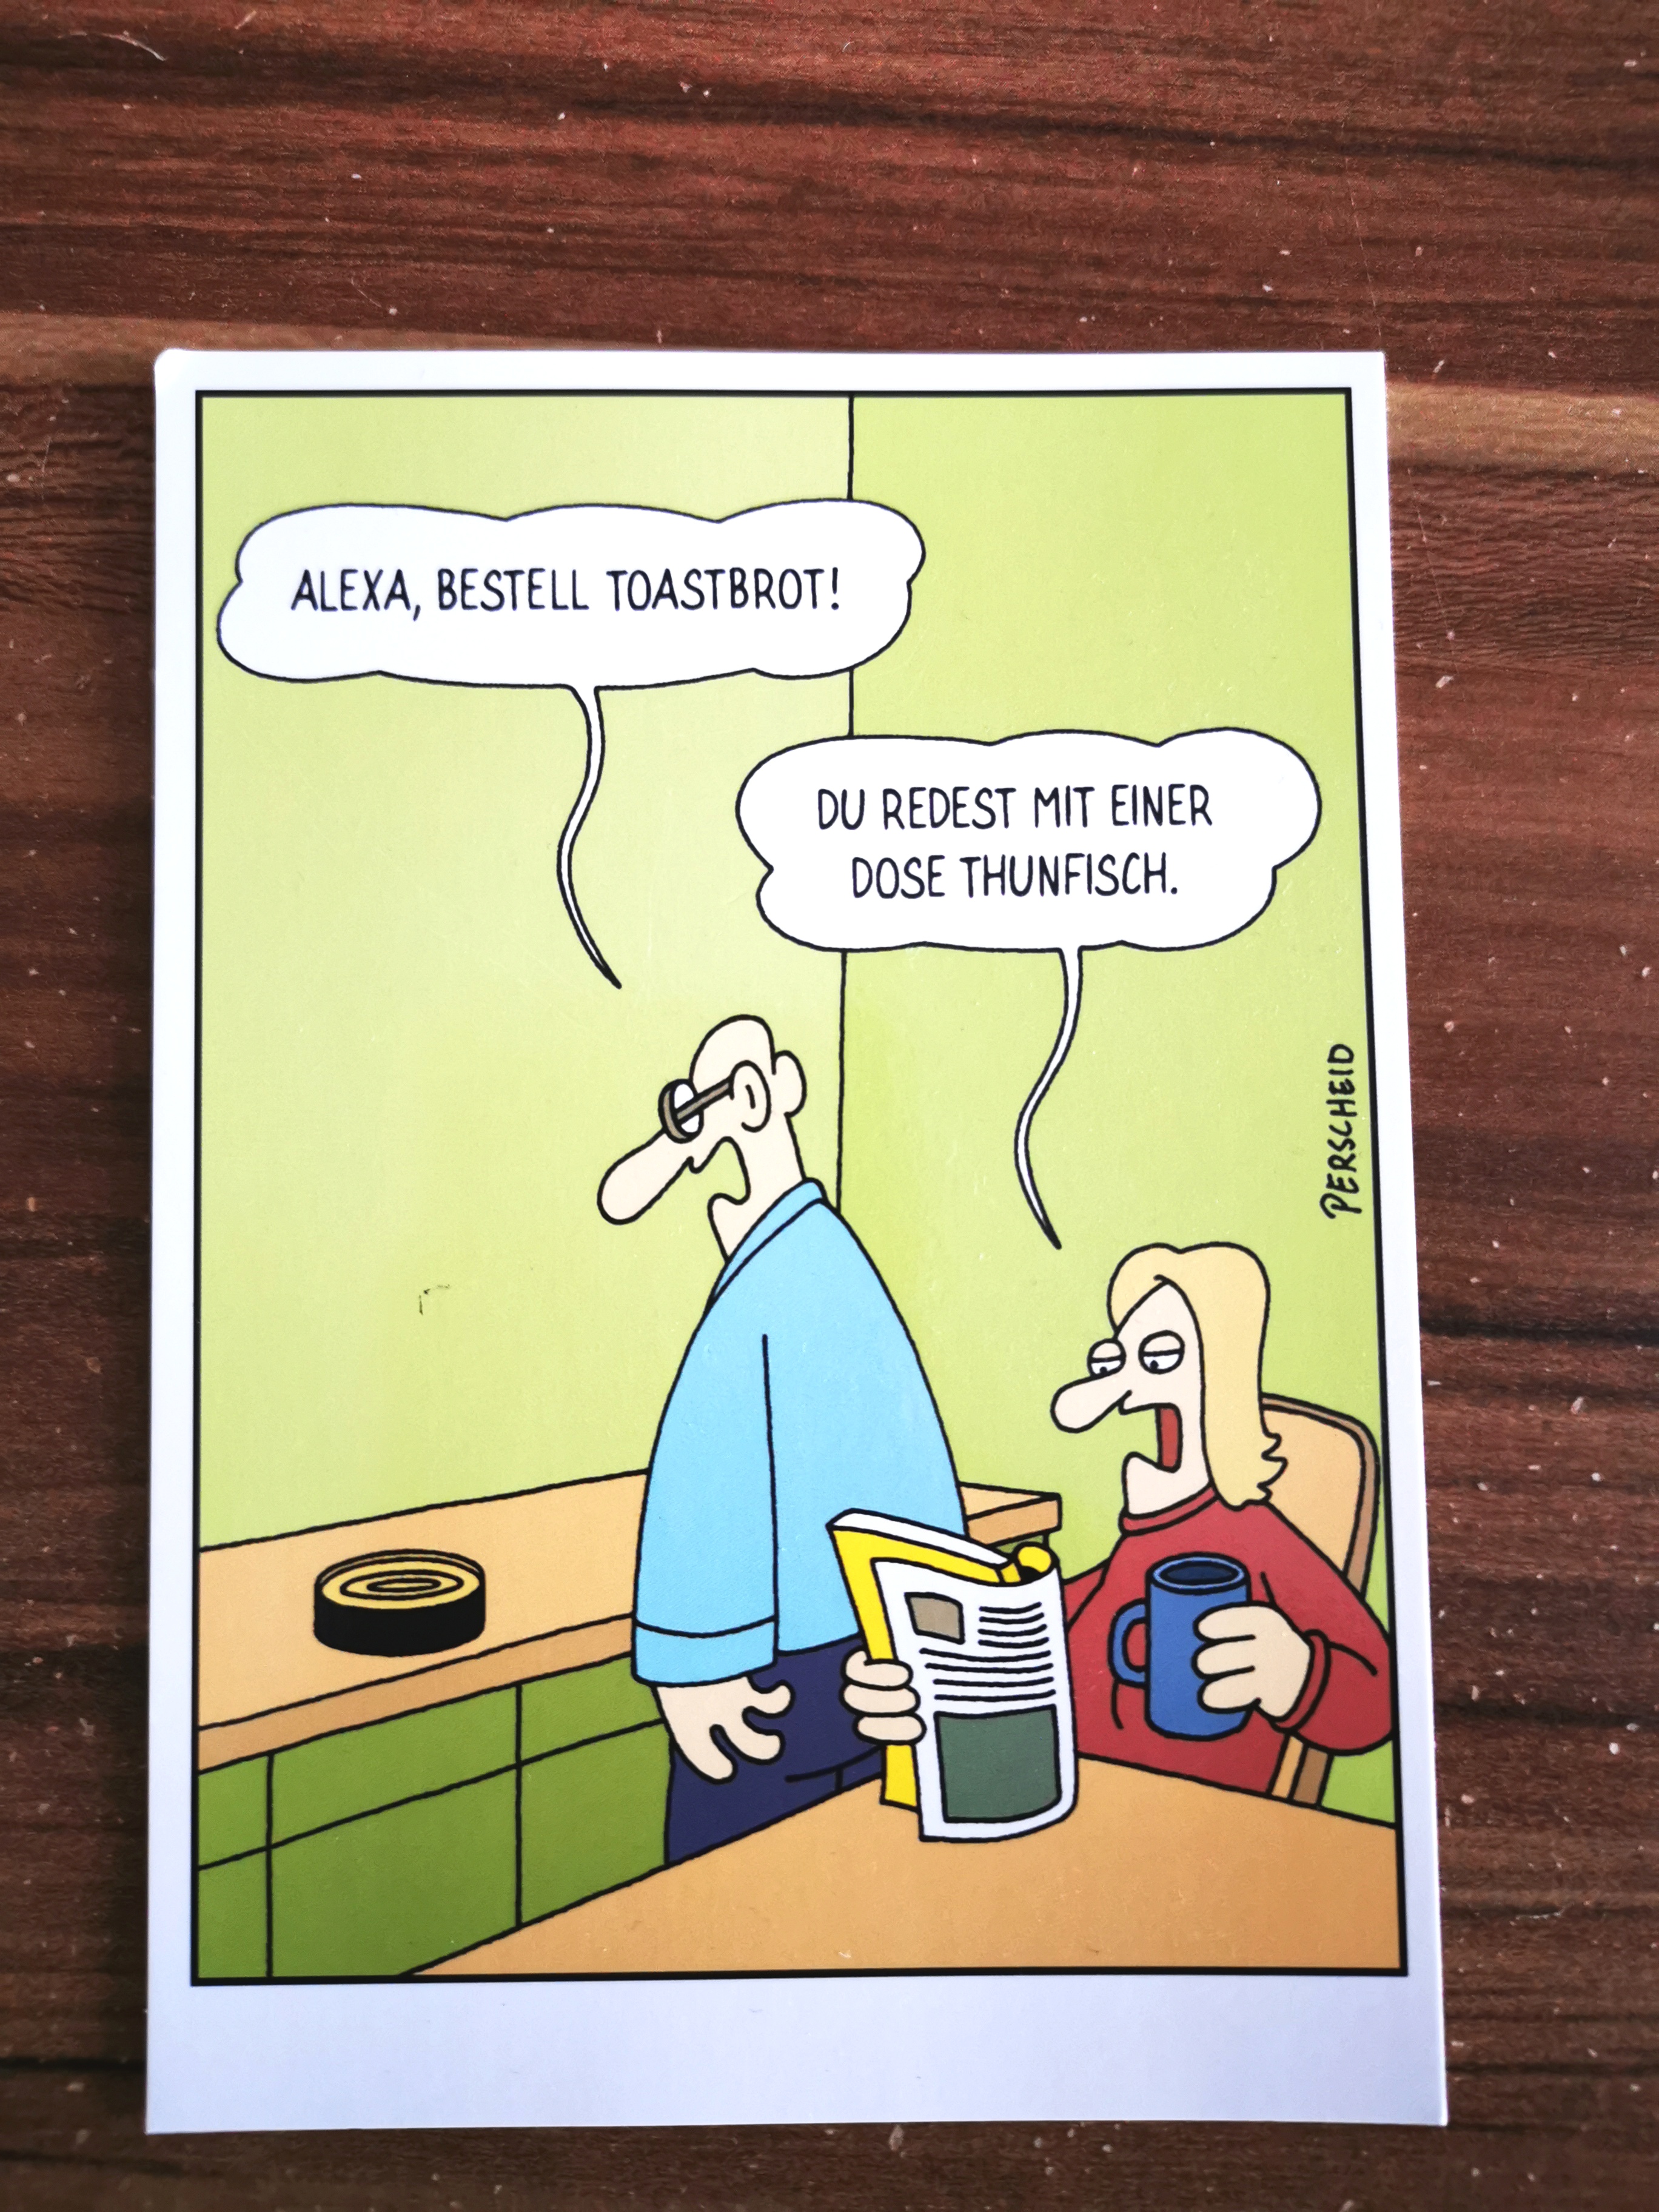 ALEXA, BESTELL TOASTBROT!
DU REDEST MIT EINER
DOSE THUNFISCH.
PERSCHEID